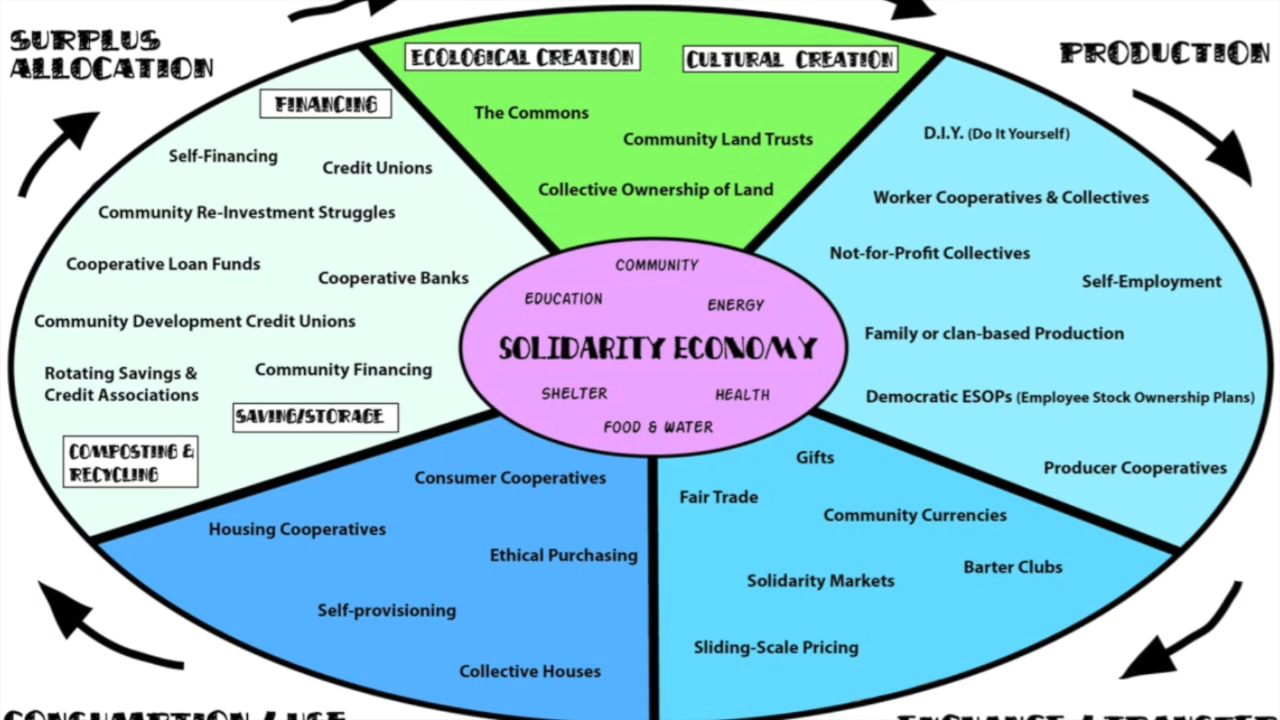 SURPLUS
ALLOCATION
PRODUCTION
ECOLOGICAL CREATION
CULTURAL CREATION
The Commons
Community Land Trusts
Collective Ownership of Land
FINANCING
Self-Financing
Credit Unions
Community Re-Investment Struggles
Cooperative Loan Funds
Cooperative Banks
Community Development Credit Unions
Rotating Savings &
Credit Associations
Community Financing
SAVING/STORAGE
COMPOSTING &
RECYCLING
D.I.Y. (Do It Yourself)
Worker Cooperatives & Collectives
Not-for-Profit Collectives
Self-Employment
Family or clan-based Production
Democratic ESOPs (Employee Stock Ownership Plans)
Producer Cooperatives
COMMUNITY
EDUCATION
ENERGY
SOLIDARITY ECONOMY
SHELTER
HEALTH
FOOD & WATER
Consumer Cooperatives
Housing Cooperatives
Ethical Purchasing
Self-provisioning
Collective Houses
Gifts
Fair Trade
Community Currencies
Barter Clubs
Solidarity Markets
Sliding-Scale Pricing
CONSUMPTION / USE
EXCHANGE / TRANSFER